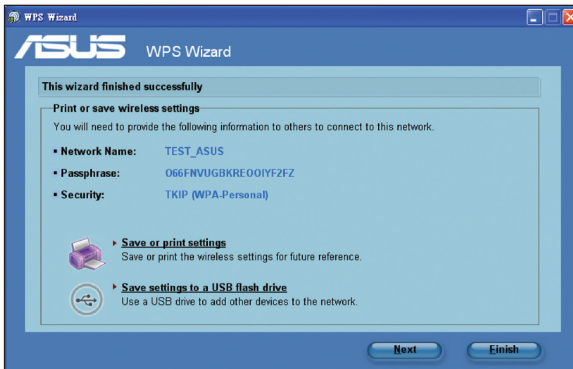 WPS Wizard
ASUS WPS Wizard
This wizard finished successfully
Print or save wireless settings
You will need to provide the following information to others to connect to this network.
▪ Network Name: TEST_ASUS
▪ Passphrase: O66FNVUGBKREOOIYF2FZ
▪ Security: TKIP (WPA-Personal)
Save or print settings
Save or print the wireless settings for future reference.
Save settings to a USB flash drive
Use a USB drive to add other devices to the network.
Next Finish